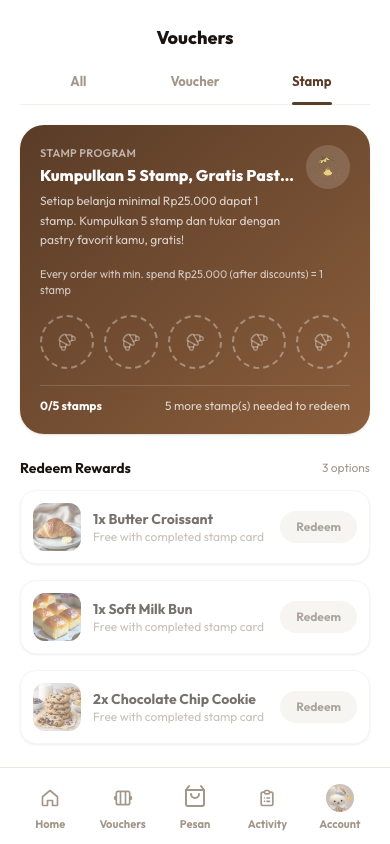 Vouchers
All
Voucher
Stamp
STAMP PROGRAM
Kumpulkan 5 Stamp, Gratis Past...
Setiap belanja minimal Rp25.000 dapat 1
stamp. Kumpulkan 5 stamp dan tukar dengan
pastry favorit kamu, gratis!
Every order with min. spend Rp25.000 (after discounts) = 1
stamp
0/5 stamps
5 more stamp(s) needed to redeem
Redeem Rewards
3 options
1x Butter Croissant
Free with completed stamp card
Redeem
1x Soft Milk Bun
Free with completed stamp card
Redeem
2x Chocolate Chip Cookie
Free with completed stamp card
Redeem
Home
Vouchers
Pesan
Activity
Account